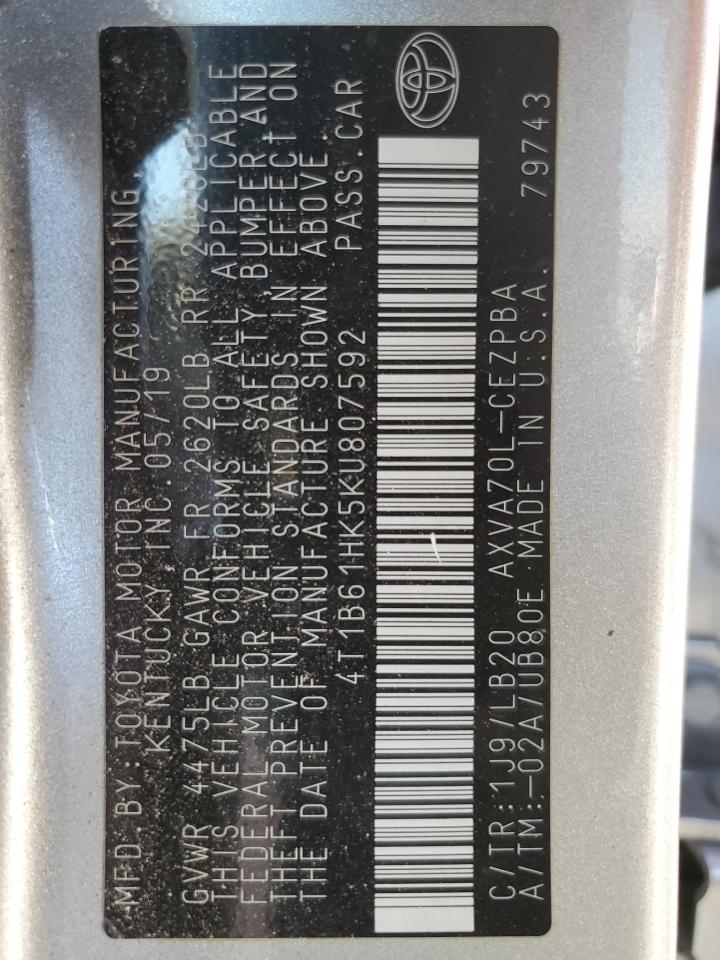 MFD.BY:TOYOTA MOTOR MANUFACTURING,
KENTUCKY INC.05/19
GVWR 4475LB GAWR FR 2620LB RR 2420LB
THIS VEHICLE CONFORMS TO ALL APPLICABLE
FEDERAL MOTOR VEHICLE SAFETY, BUMPER, AND
THEFT PREVENTION STANDARDS IN EFFECT ON
THE DATE OF MANUFACTURE SHOWN ABOVE.
4T1B61HK5KU807592 PASS.CAR
C/TR:1J9/LB20 AXVA70L-CEZPBA
A/TM:-02A/UB80E MADE IN U.S.A. 79743